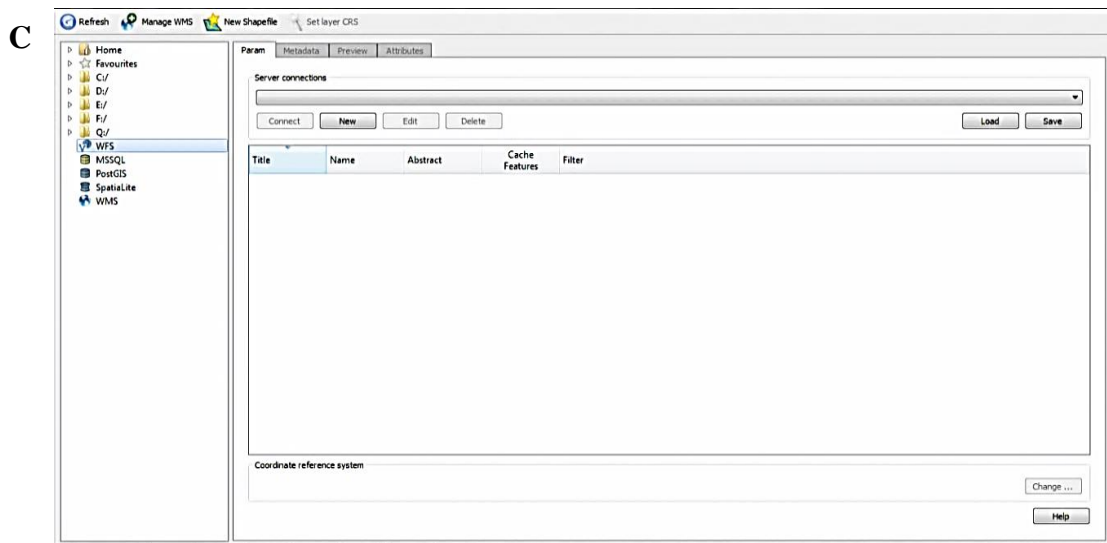 C
Refresh Manage WMS New Shapefile Set layer CRS
Home
Favourites
C:/
D:/
E:/
F:/
Q:/
WFS
MSSQL
PostGIS
SpatiaLite
WMS
Param Metadata Preview Attributes
Server connections
Connect New Edit Delete Load Save
Title Name Abstract Cache Features Filter
Coordinate reference system
Change ...
Help